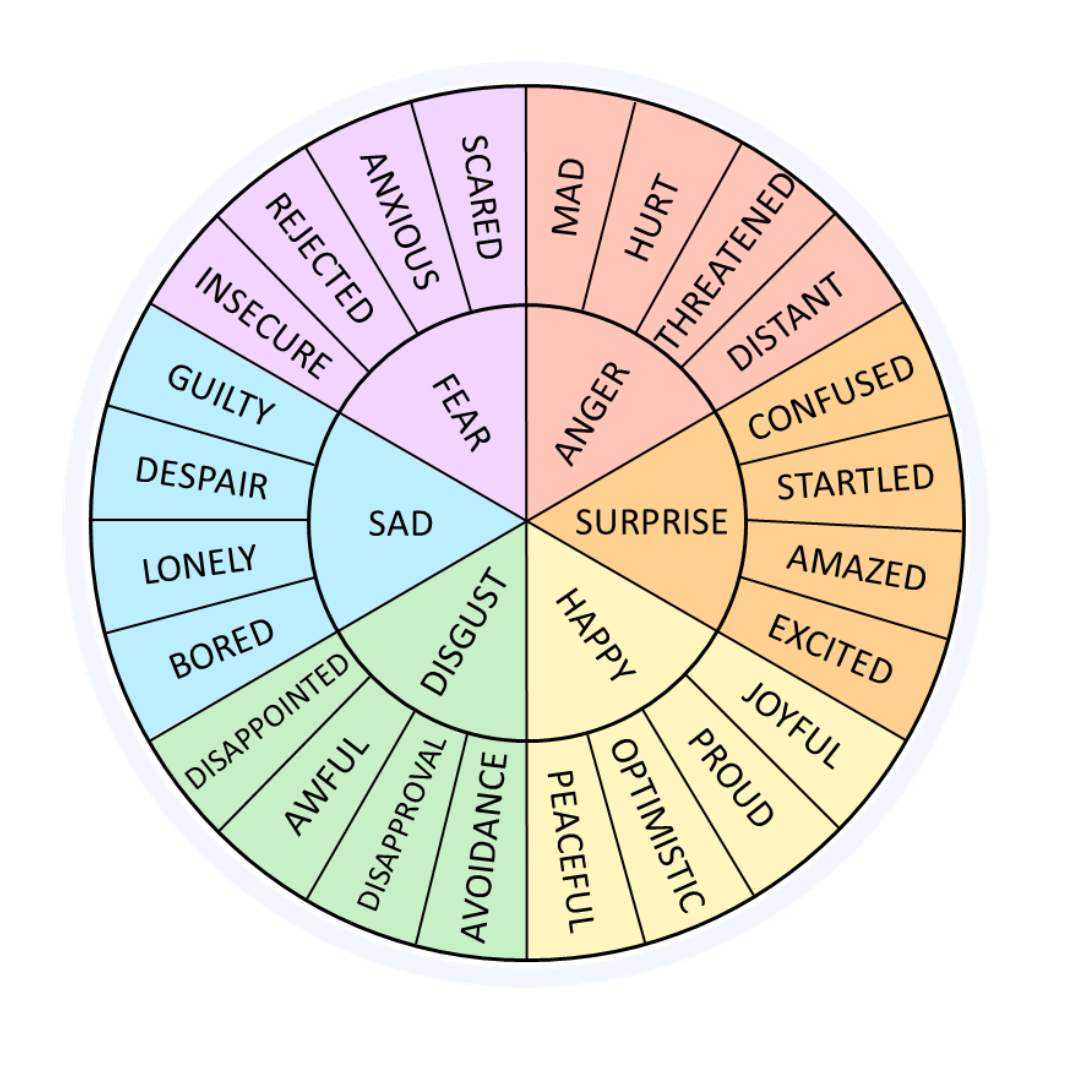 FEAR
SCARED
ANXIOUS
REJECTED
INSECURE
ANGER
MAD
HURT
THREATENED
DISTANT
SURPRISE
CONFUSED
STARTLED
AMAZED
EXCITED
HAPPY
JOYFUL
PROUD
OPTIMISTIC
PEACEFUL
DISGUST
AVOIDANCE
DISAPPROVAL
AWFUL
DISAPPOINTED
SAD
BORED
LONELY
DESPAIR
GUILTY